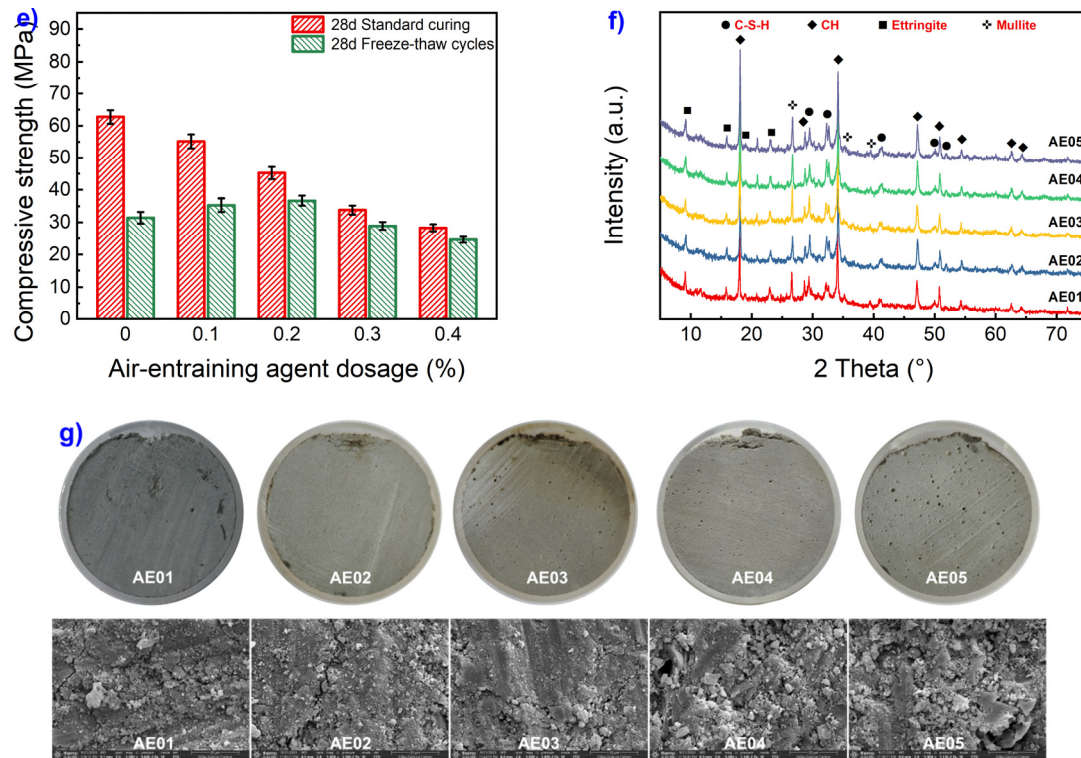 e)
28d Standard curing
28d Freeze-thaw cycles
Compressive strength (MPa)
90
80
70
60
50
40
30
20
10
0
0 0.1 0.2 0.3 0.4
Air-entraining agent dosage (%)
f)
C-S-H CH Ettringite Mullite
Intensity (a.u.)
AE05
AE04
AE03
AE02
AE01
10 20 30 40 50 60 70
2 Theta (°)
g)
AE01 AE02 AE03 AE04 AE05
AE01 AE02 AE03 AE04 AE05